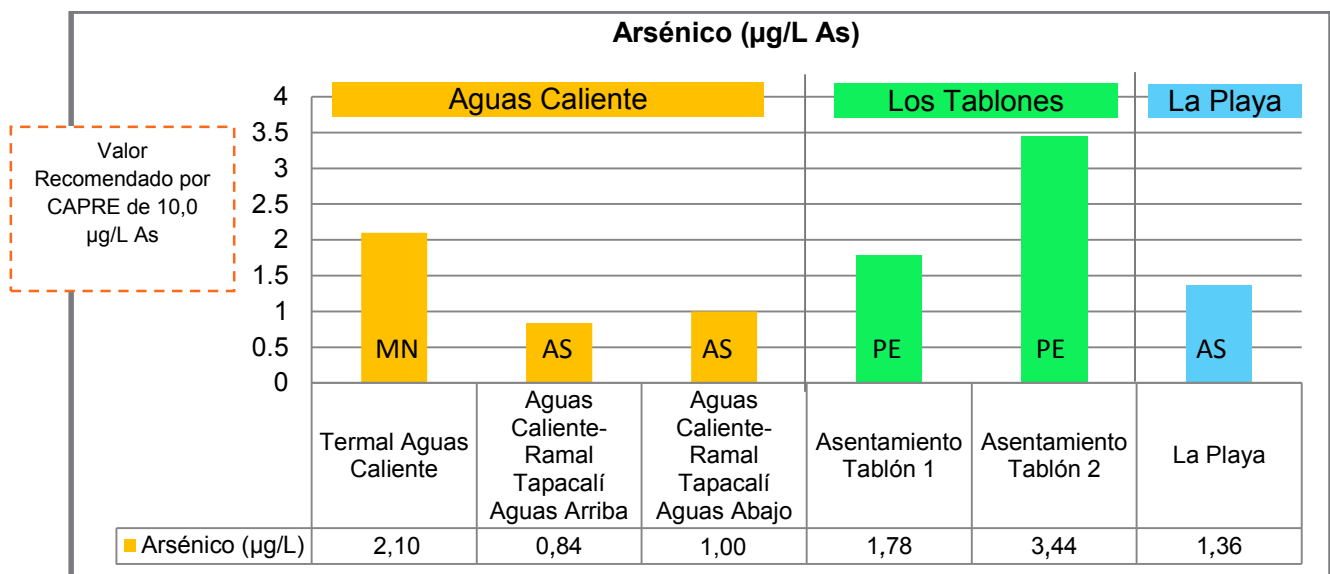 Arsénico (µg/L As)
Aguas Caliente
Los Tablones
La Playa
Valor
Recomendado por
CAPRE de 10,0
µg/L As
4
3.5
3
2.5
2
1.5
1
0.5
0
MN
AS
AS
PE
PE
AS
Termal Aguas
Caliente
Aguas
Caliente-
Ramal
Tapacalí
Aguas Arriba
Aguas
Caliente-
Ramal
Tapacalí
Aguas Abajo
Asentamiento
Tablón 1
Asentamiento
Tablón 2
La Playa
Arsénico (µg/L) 2,10 0,84 1,00 1,78 3,44 1,36